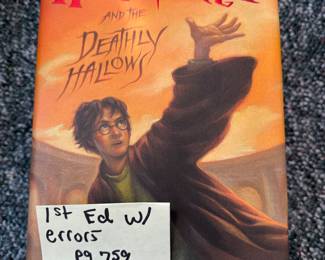 AND THE
DEATHLY
HALLOWS
1st Ed w/
errors
pg 759